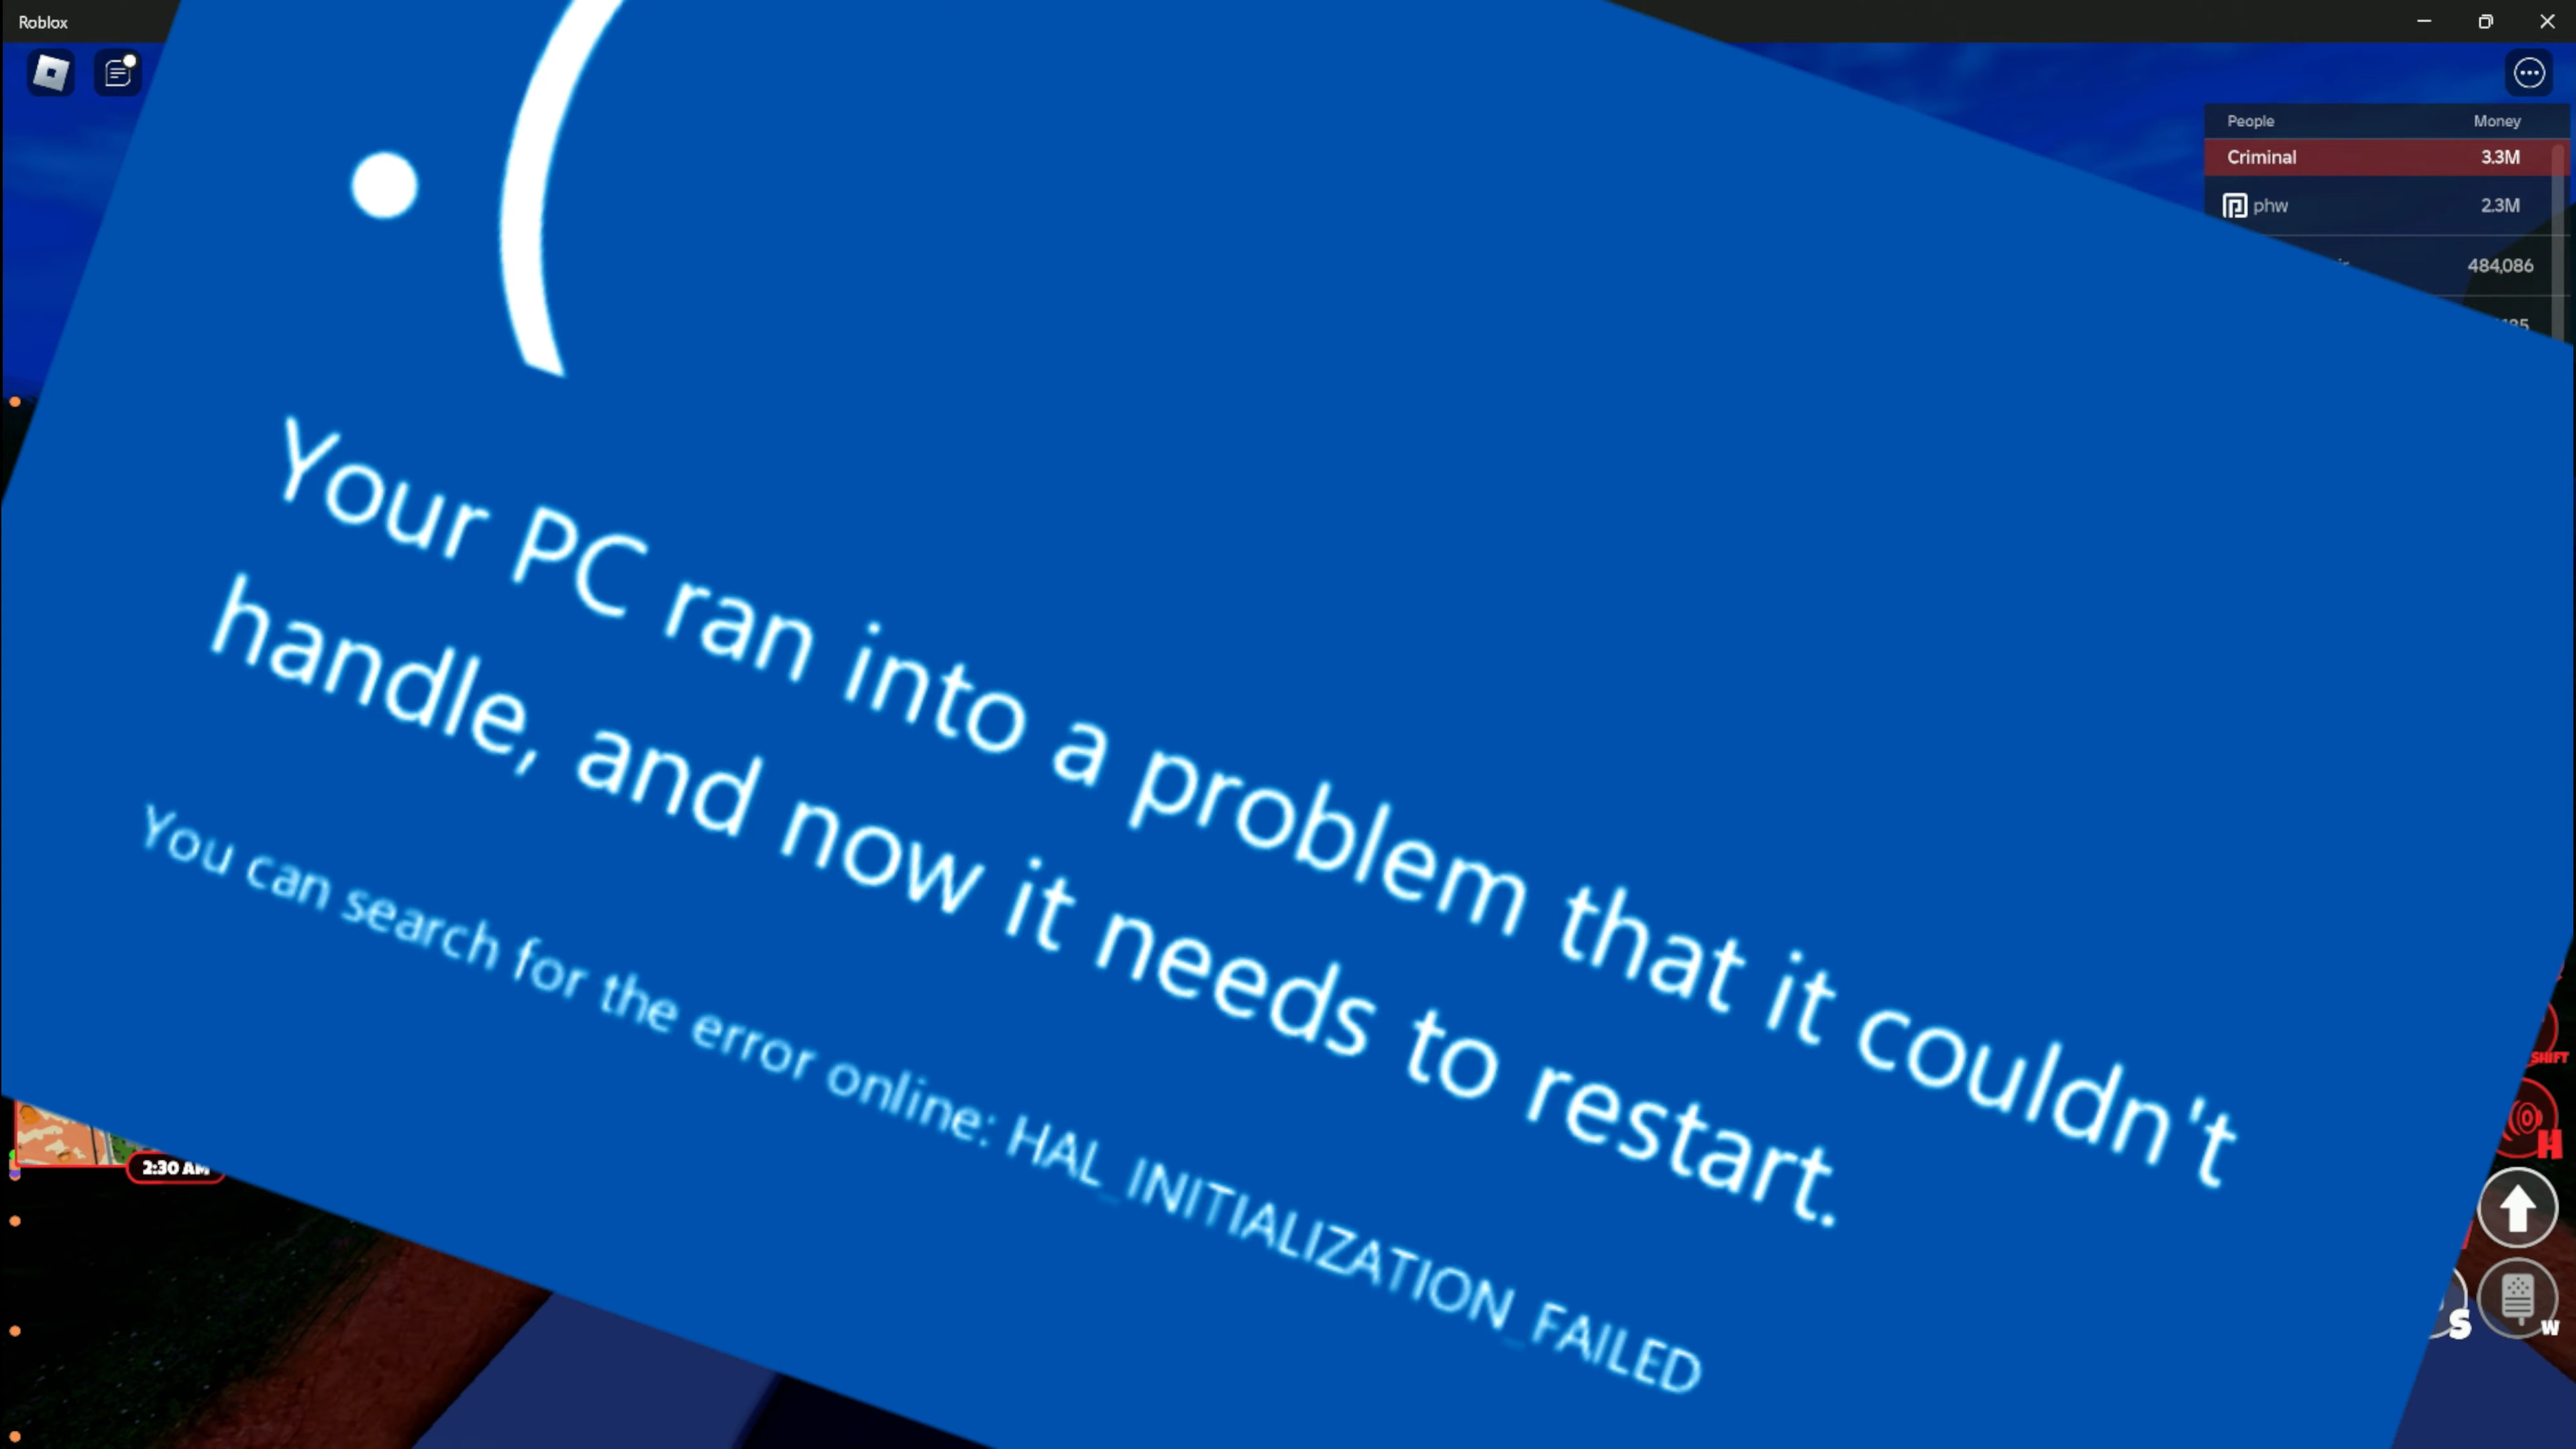 Roblox
People Money
Criminal 3.3M
phw 2.3M
484,086
:(
Your PC ran into a problem that it couldn't
handle, and now it needs to restart.
You can search for the error online: HAL_INITIALIZATION_FAILED
SHIFT
H
2:30 AM
S
W